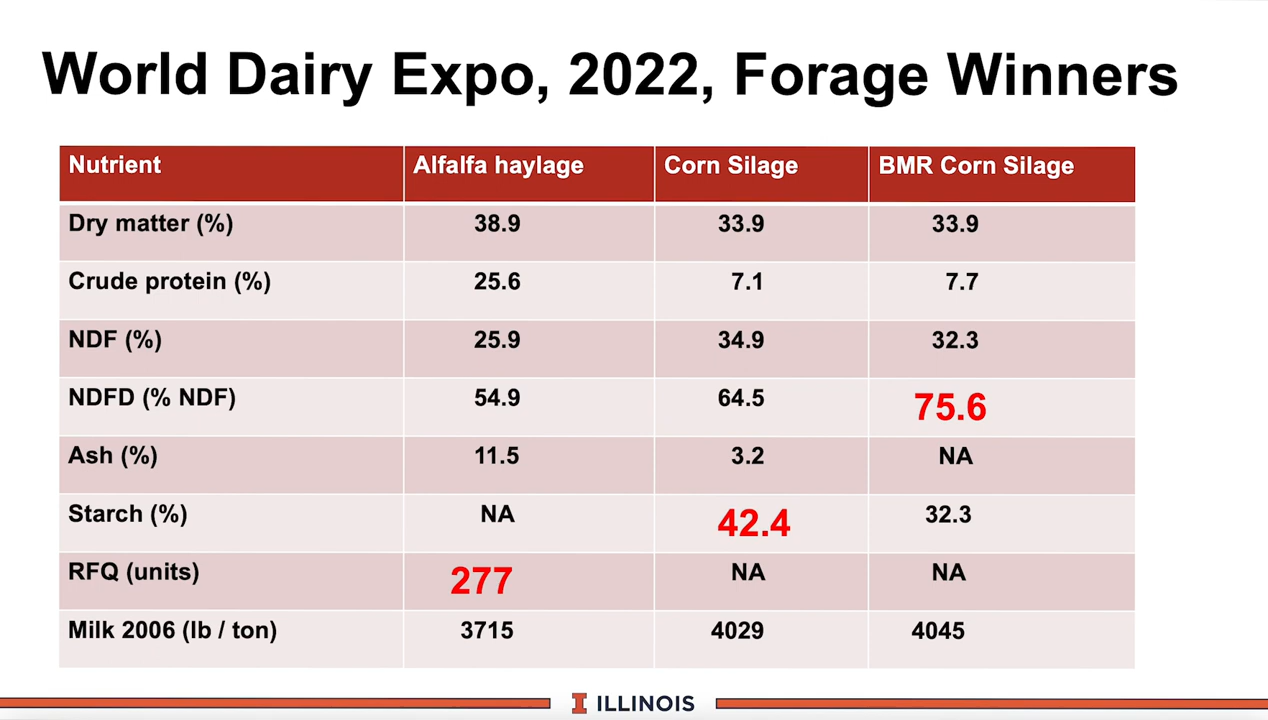 World Dairy Expo, 2022, Forage Winners
Nutrient Alfalfa haylage Corn Silage BMR Corn Silage
Dry matter (%) 38.9 33.9 33.9
Crude protein (%) 25.6 7.1 7.7
NDF (%) 25.9 34.9 32.3
NDFD (% NDF) 54.9 64.5 75.6
Ash (%) 11.5 3.2 NA
Starch (%) NA 42.4 32.3
RFQ (units) 277 NA NA
Milk 2006 (lb / ton) 3715 4029 4045
I ILLINOIS